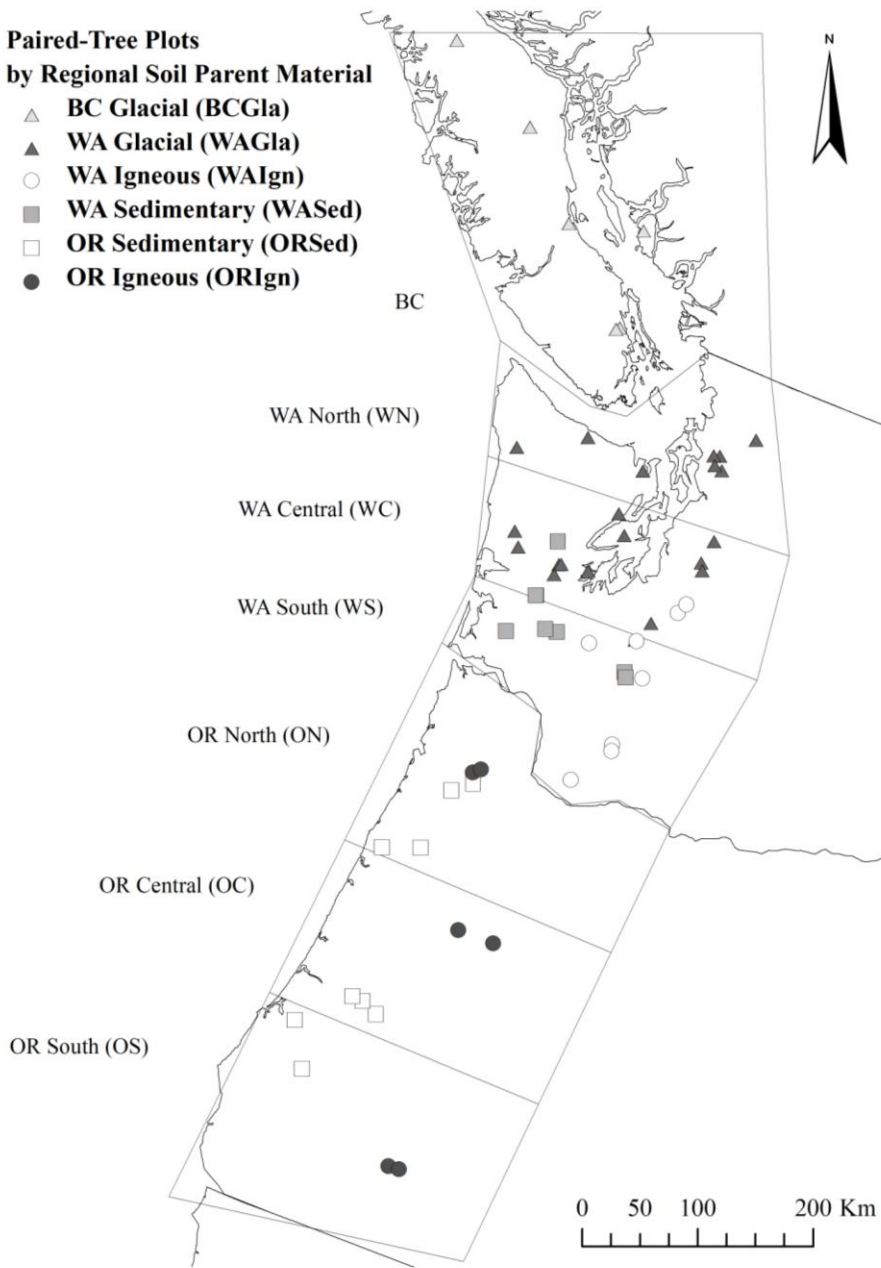 Paired-Tree Plots
by Regional Soil Parent Material
BC Glacial (BCGla)
WA Glacial (WAGla)
WA Igneous (WAIgn)
WA Sedimentary (WASed)
OR Sedimentary (ORSed)
OR Igneous (ORIgn)
N
BC
WA North (WN)
WA Central (WC)
WA South (WS)
OR North (ON)
OR Central (OC)
OR South (OS)
0 50 100 200 Km